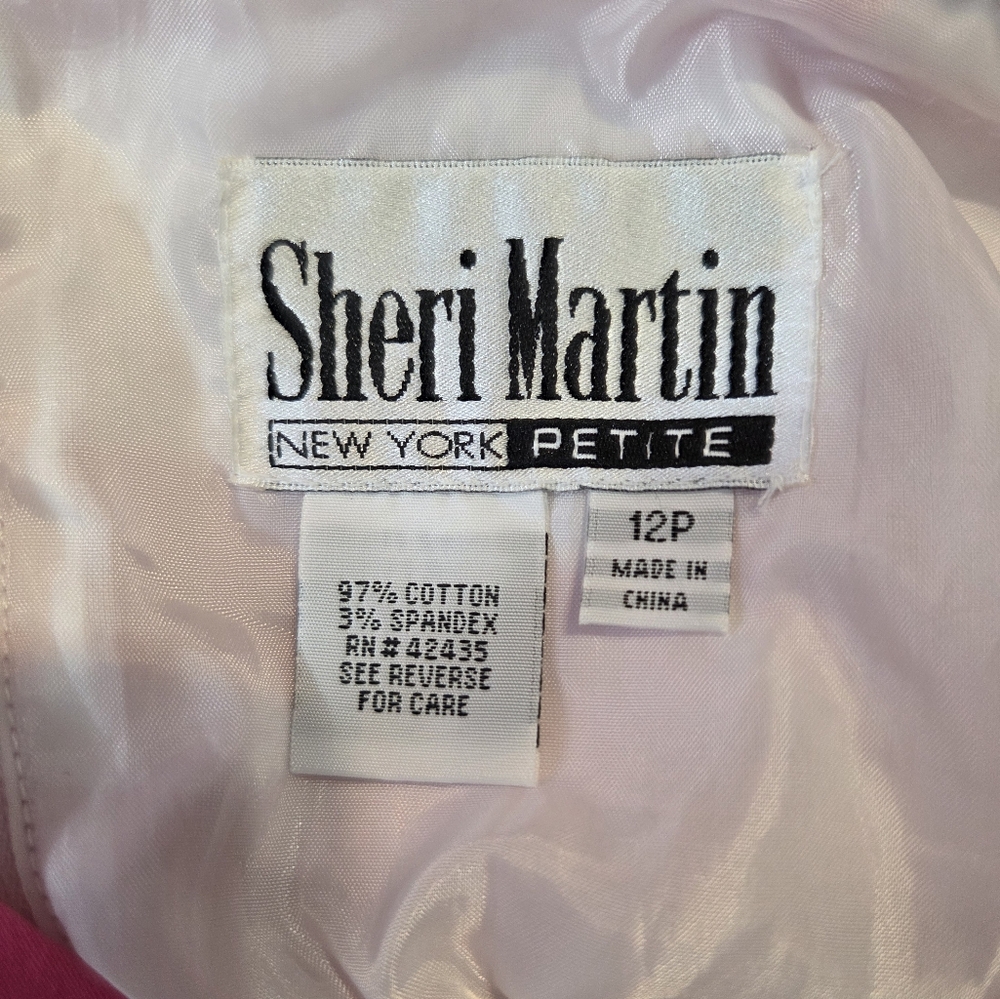 Sheri Martin
NEW YORK PETITE
12P
MADE IN
CHINA
97% COTTON
3% SPANDEX
RN#42435
SEE REVERSE
FOR CARE